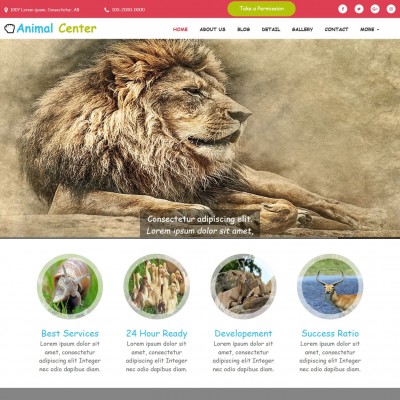 8907 Lorem ipsum, Consectetur, AB
001-2000-0000
Take a Permission
Animal Center
HOME
ABOUT US
BLOG
DETAIL
GALLERY
CONTACT
MORE
Consectetur adipiscing elit.
Lorem ipsum dolor sit amet,
Best Services
Lorem ipsum dolor sit
amet, consectetur
adipiscing elit Integer
nec odio dapibus diam.
24 Hour Ready
Lorem ipsum dolor sit
amet, consectetur
adipiscing elit Integer
nec odio dapibus diam.
Developement
Lorem ipsum dolor sit
amet, consectetur
adipiscing elit Integer
nec odio dapibus diam.
Success Ratio
Lorem ipsum dolor sit
amet, consectetur
adipiscing elit Integer
nec odio dapibus diam.